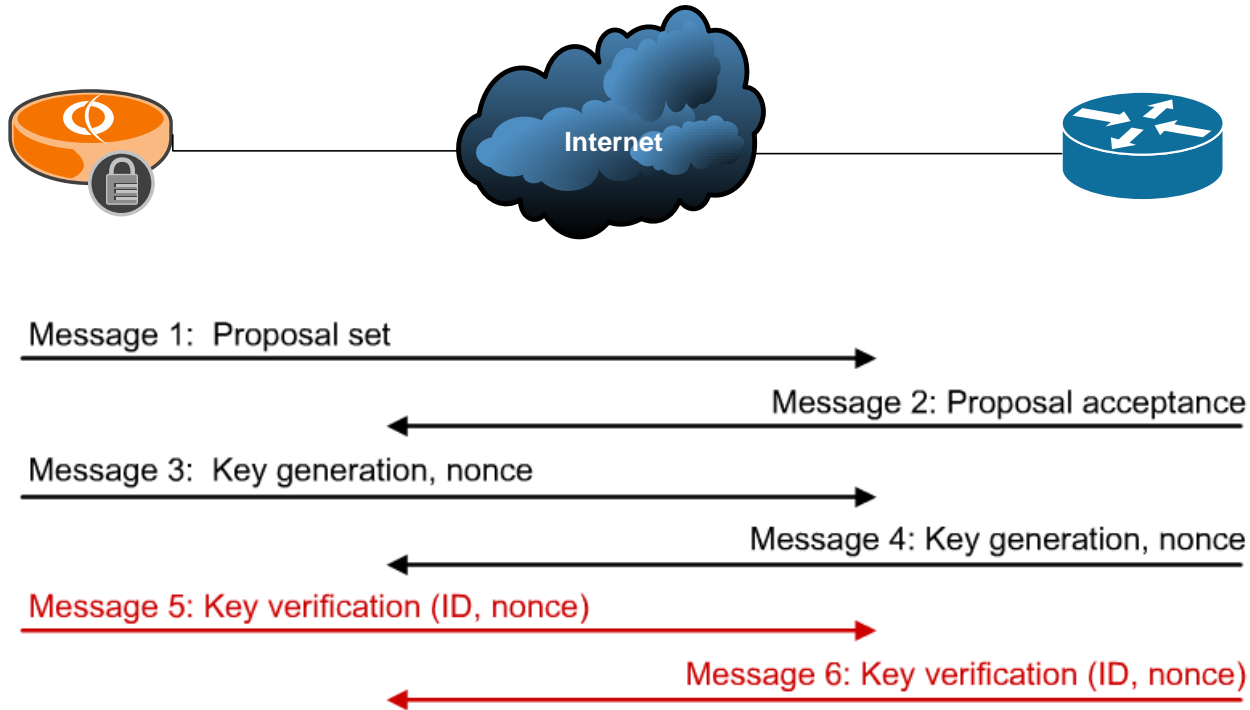 Internet
Message 1: Proposal set
Message 2: Proposal acceptance
Message 3: Key generation, nonce
Message 4: Key generation, nonce
Message 5: Key verification (ID, nonce)
Message 6: Key verification (ID, nonce)